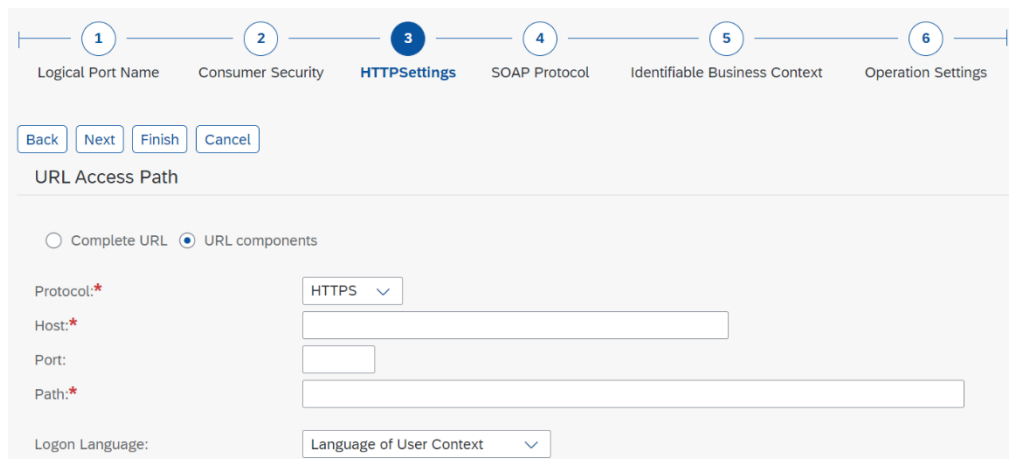 1 2 3 4 5 6
Logical Port Name Consumer Security HTTPSettings SOAP Protocol Identifiable Business Context Operation Settings
Back Next Finish Cancel
URL Access Path
Complete URL URL components
Protocol:* HTTPS
Host:*
Port:
Path:*
Logon Language: Language of User Context